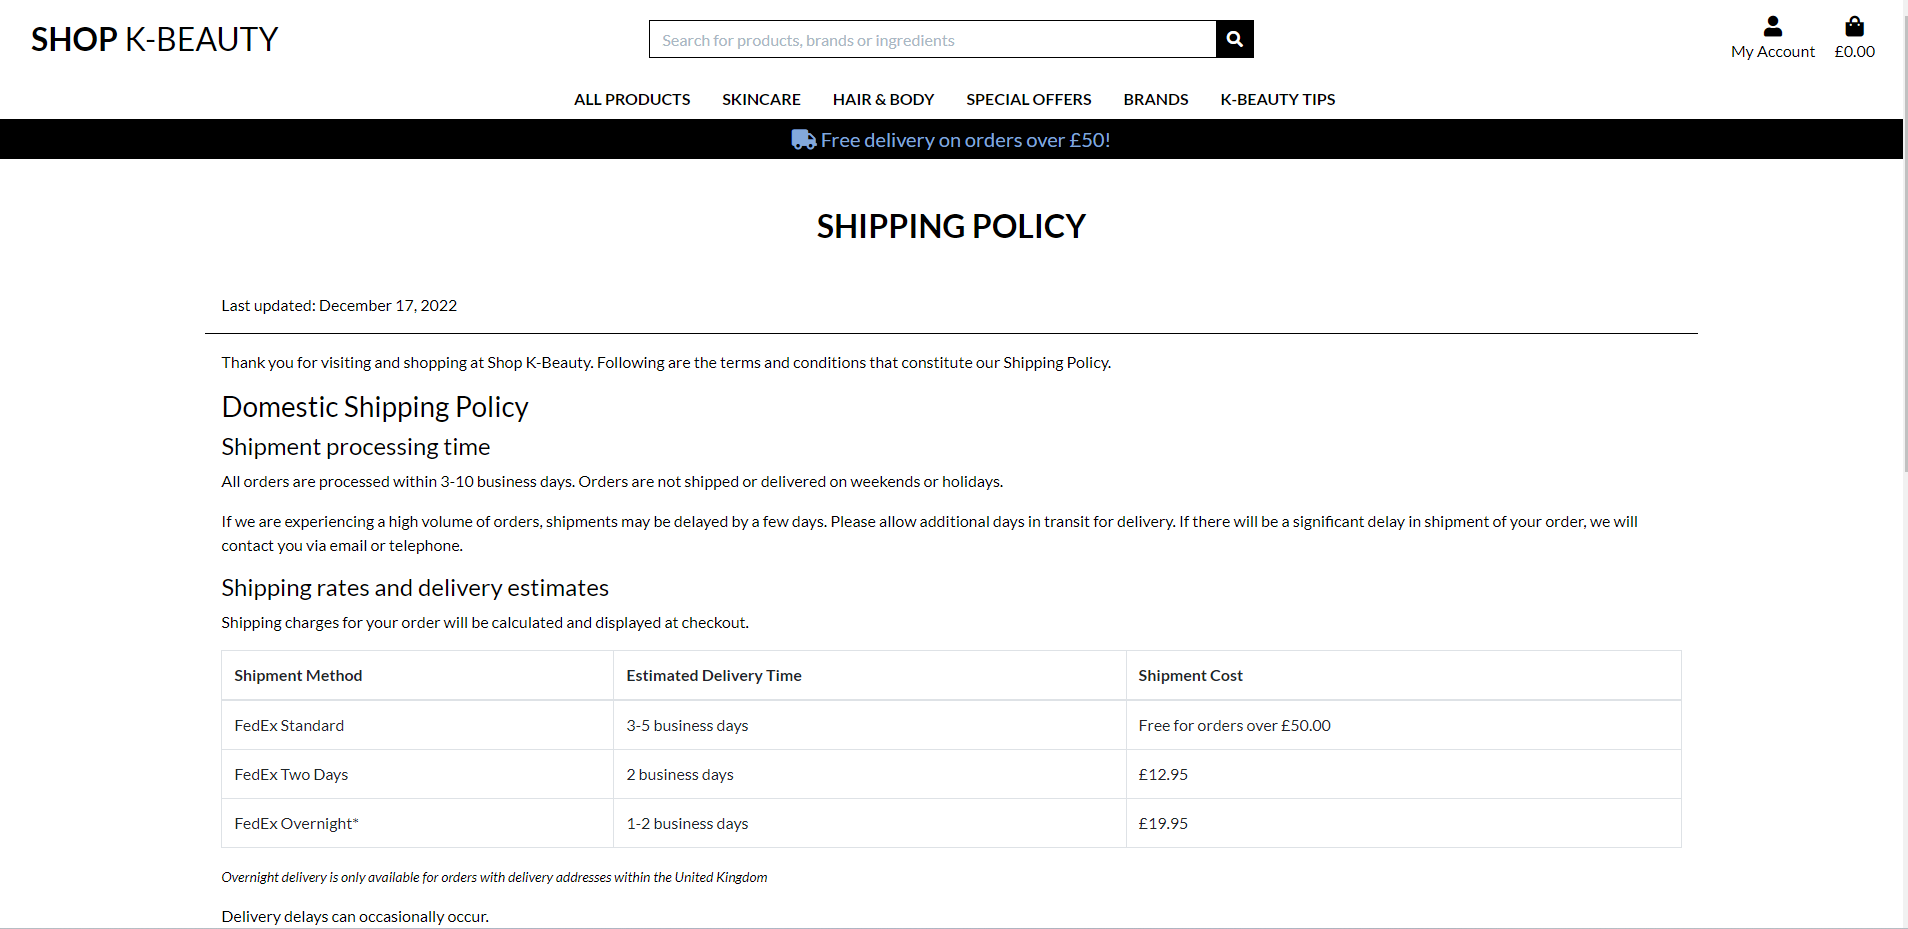 SHOP K-BEAUTY
Search for products, brands or ingredients
My Account
£0.00
ALL PRODUCTS
SKINCARE
HAIR & BODY
SPECIAL OFFERS
BRANDS
K-BEAUTY TIPS
Free delivery on orders over £50!
SHIPPING POLICY
Last updated: December 17, 2022
Thank you for visiting and shopping at Shop K-Beauty. Following are the terms and conditions that constitute our Shipping Policy.
Domestic Shipping Policy
Shipment processing time
All orders are processed within 3-10 business days. Orders are not shipped or delivered on weekends or holidays.
If we are experiencing a high volume of orders, shipments may be delayed by a few days. Please allow additional days in transit for delivery. If there will be a significant delay in shipment of your order, we will
contact you via email or telephone.
Shipping rates and delivery estimates
Shipping charges for your order will be calculated and displayed at checkout.
Shipment Method
Estimated Delivery Time
Shipment Cost
FedEx Standard
3-5 business days
Free for orders over £50.00
FedEx Two Days
2 business days
£12.95
FedEx Overnight*
1-2 business days
£19.95
Overnight delivery is only available for orders with delivery addresses within the United Kingdom
Delivery delays can occasionally occur.